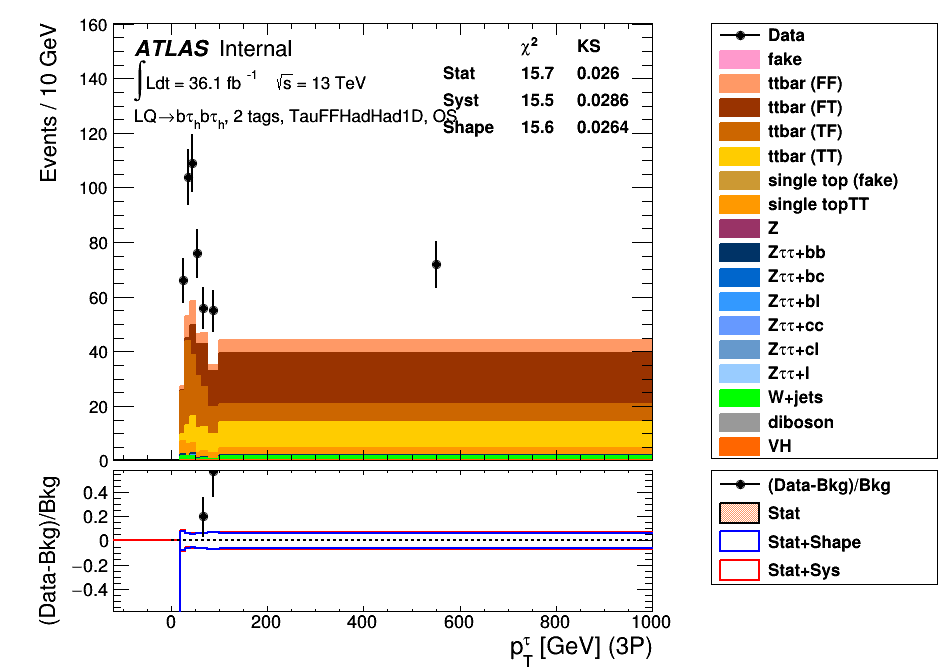 ATLAS Internal
∫Ldt = 36.1 fb⁻¹ √s = 13 TeV
LQ→bτₕbτₕ, 2 tags, TauFFHadHad1D, OS
χ² KS
Stat 15.7 0.026
Syst 15.5 0.0286
Shape 15.6 0.0264
Events / 10 GeV
160
140
120
100
80
60
40
20
0
Data
fake
ttbar (FF)
ttbar (FT)
ttbar (TF)
ttbar (TT)
single top (fake)
single topTT
Z
Zττ+bb
Zττ+bc
Zττ+bl
Zττ+cc
Zττ+cl
Zττ+l
W+jets
diboson
VH
(Data-Bkg)/Bkg
0.4
0.2
0
−0.2
−0.4
0 200 400 600 800 1000
p_T^τ [GeV] (3P)
(Data-Bkg)/Bkg
Stat
Stat+Shape
Stat+Sys